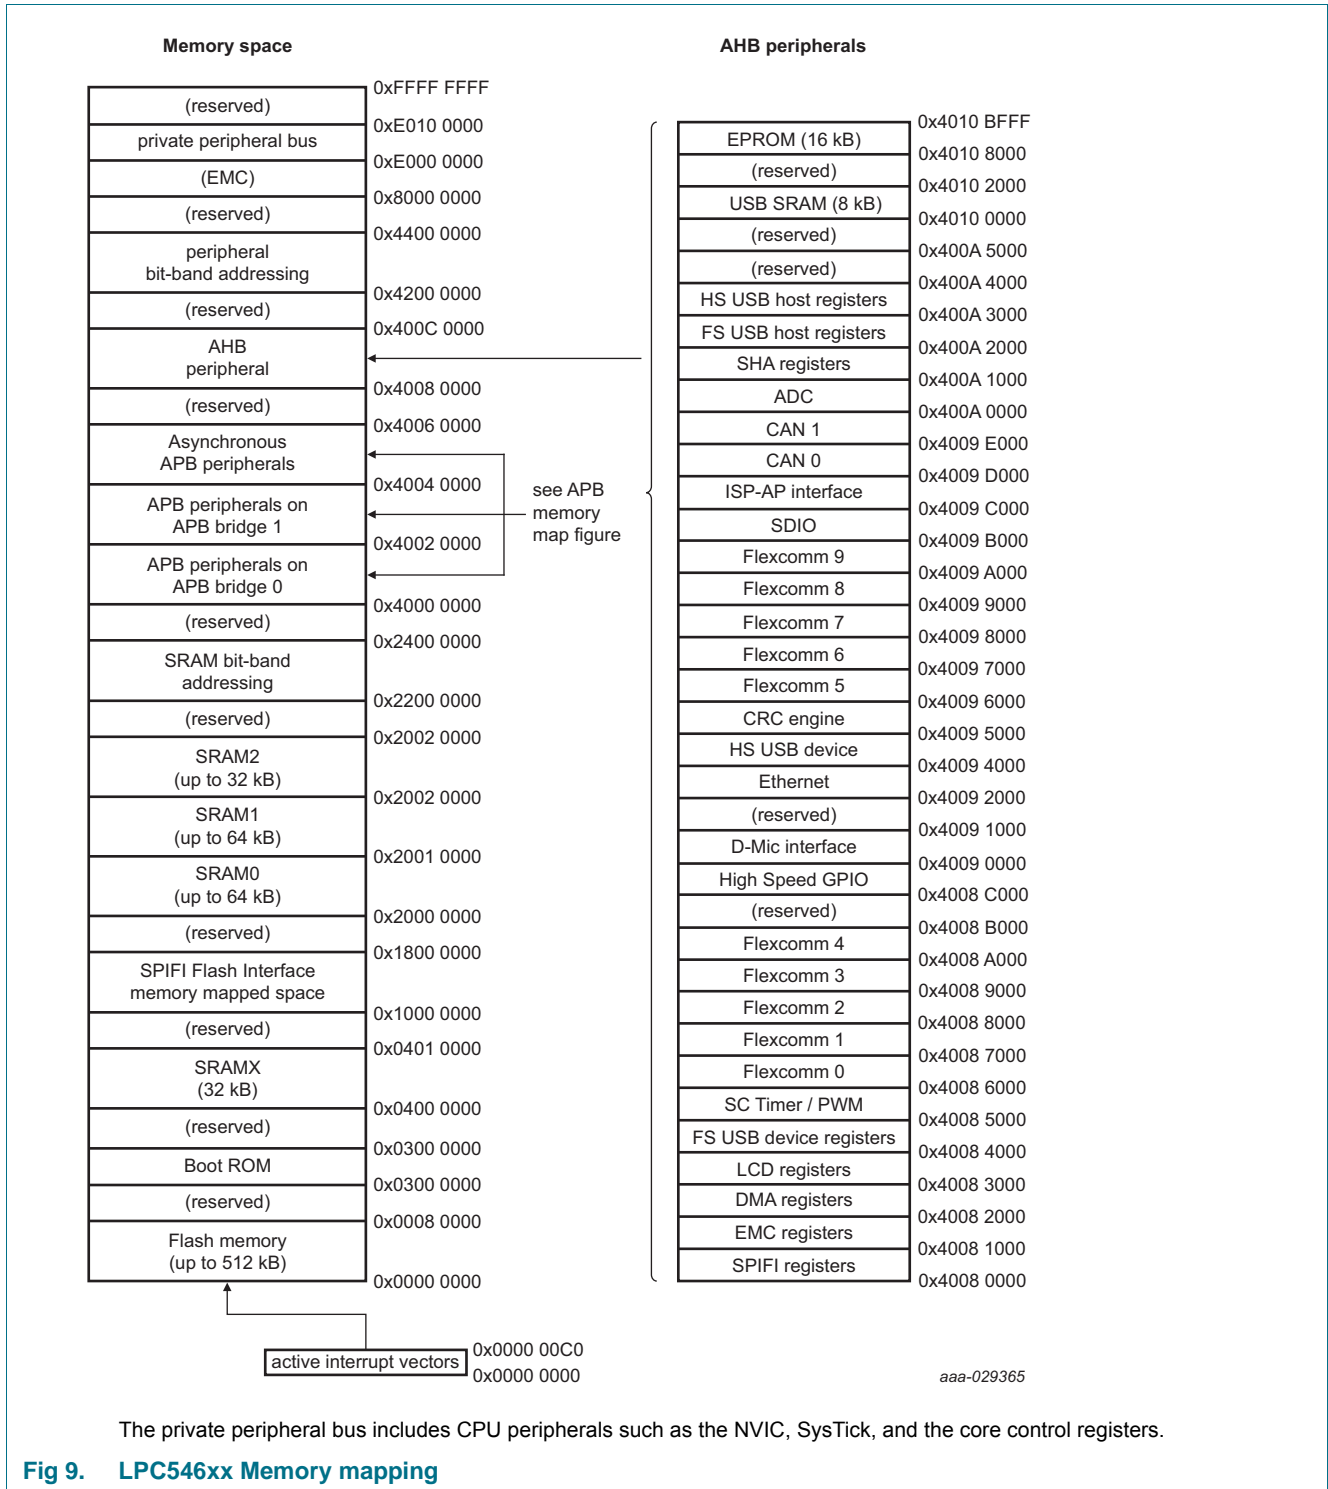 Memory space
AHB peripherals
0xFFFF FFFF
(reserved)
0xE010 0000
private peripheral bus
0xE000 0000
(EMC)
0x8000 0000
(reserved)
0x4400 0000
peripheral
bit-band addressing
0x4200 0000
(reserved)
0x400C 0000
AHB
peripheral
0x4008 0000
(reserved)
0x4006 0000
Asynchronous
APB peripherals
0x4004 0000
APB peripherals on
APB bridge 1
0x4002 0000
APB peripherals on
APB bridge 0
0x4000 0000
(reserved)
0x2400 0000
SRAM bit-band
addressing
0x2200 0000
(reserved)
0x2002 0000
SRAM2
(up to 32 kB)
0x2002 0000
SRAM1
(up to 64 kB)
0x2001 0000
SRAM0
(up to 64 kB)
0x2000 0000
(reserved)
0x1800 0000
SPIFI Flash Interface
memory mapped space
0x1000 0000
(reserved)
0x0401 0000
SRAMX
(32 kB)
0x0400 0000
(reserved)
0x0300 0000
Boot ROM
0x0300 0000
(reserved)
0x0008 0000
Flash memory
(up to 512 kB)
0x0000 0000
active interrupt vectors
0x0000 00C0
0x0000 0000
see APB
memory
map figure
0x4010 BFFF
EPROM (16 kB)
0x4010 8000
(reserved)
0x4010 2000
USB SRAM (8 kB)
0x4010 0000
(reserved)
0x400A 5000
(reserved)
0x400A 4000
HS USB host registers
0x400A 3000
FS USB host registers
0x400A 2000
SHA registers
0x400A 1000
ADC
0x400A 0000
CAN 1
0x4009 E000
CAN 0
0x4009 D000
ISP-AP interface
0x4009 C000
SDIO
0x4009 B000
Flexcomm 9
0x4009 A000
Flexcomm 8
0x4009 9000
Flexcomm 7
0x4009 8000
Flexcomm 6
0x4009 7000
Flexcomm 5
0x4009 6000
CRC engine
0x4009 5000
HS USB device
0x4009 4000
Ethernet
0x4009 2000
(reserved)
0x4009 1000
D-Mic interface
0x4009 0000
High Speed GPIO
0x4008 C000
(reserved)
0x4008 B000
Flexcomm 4
0x4008 A000
Flexcomm 3
0x4008 9000
Flexcomm 2
0x4008 8000
Flexcomm 1
0x4008 7000
Flexcomm 0
0x4008 6000
SC Timer / PWM
0x4008 5000
FS USB device registers
0x4008 4000
LCD registers
0x4008 3000
DMA registers
0x4008 2000
EMC registers
0x4008 1000
SPIFI registers
0x4008 0000
aaa-029365
The private peripheral bus includes CPU peripherals such as the NVIC, SysTick, and the core control registers.
Fig 9. LPC546xx Memory mapping